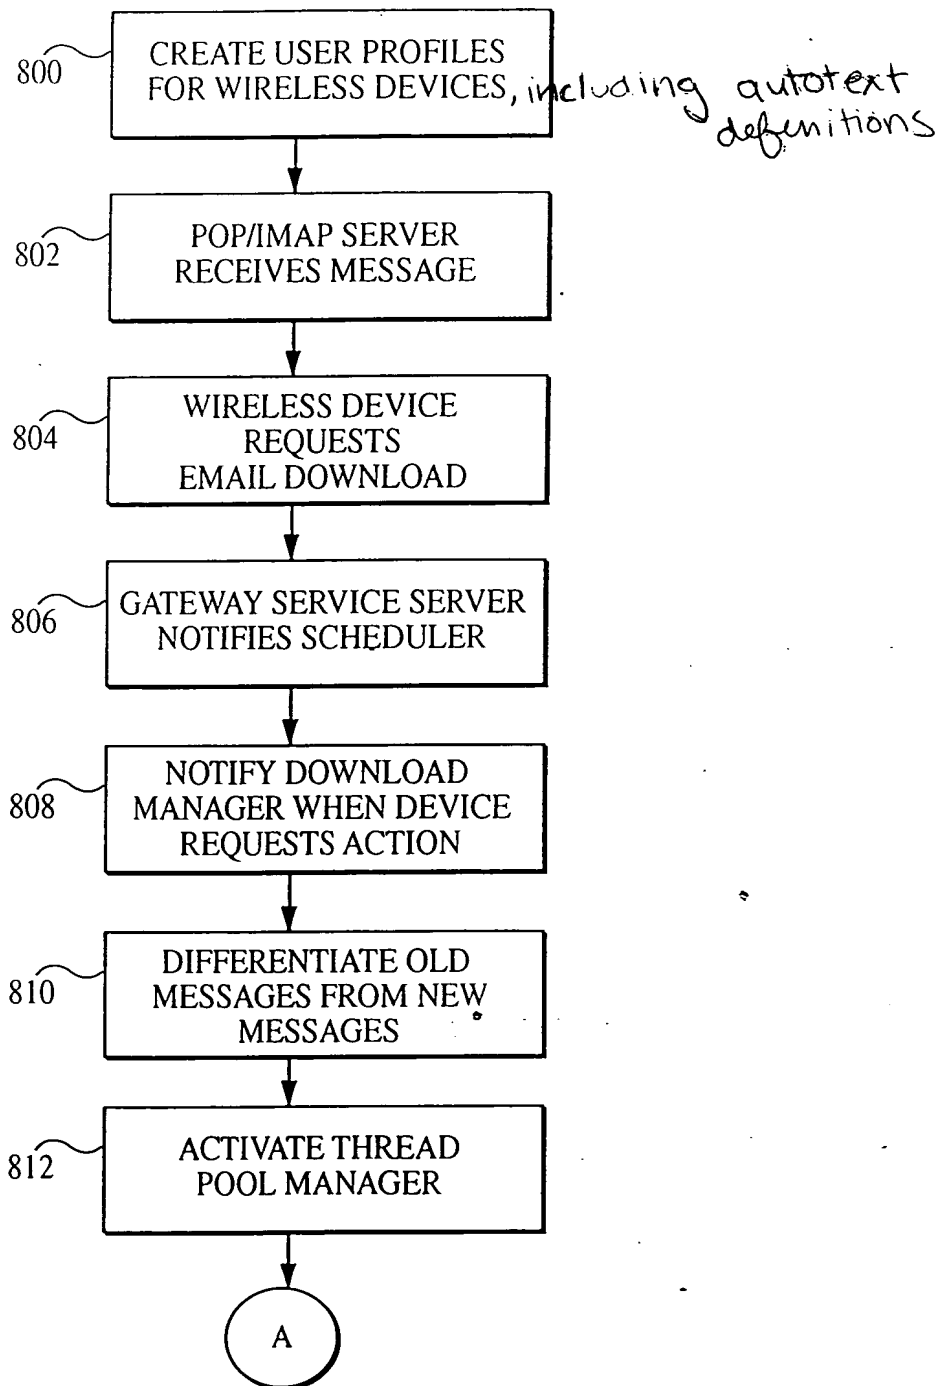 800
CREATE USER PROFILES
FOR WIRELESS DEVICES, including autotext
defenitions
802
POP/IMAP SERVER
RECEIVES MESSAGE
804
WIRELESS DEVICE
REQUESTS
EMAIL DOWNLOAD
806
GATEWAY SERVICE SERVER
NOTIFIES SCHEDULER
808
NOTIFY DOWNLOAD
MANAGER WHEN DEVICE
REQUESTS ACTION
810
DIFFERENTIATE OLD
MESSAGES FROM NEW
MESSAGES
812
ACTIVATE THREAD
POOL MANAGER
A